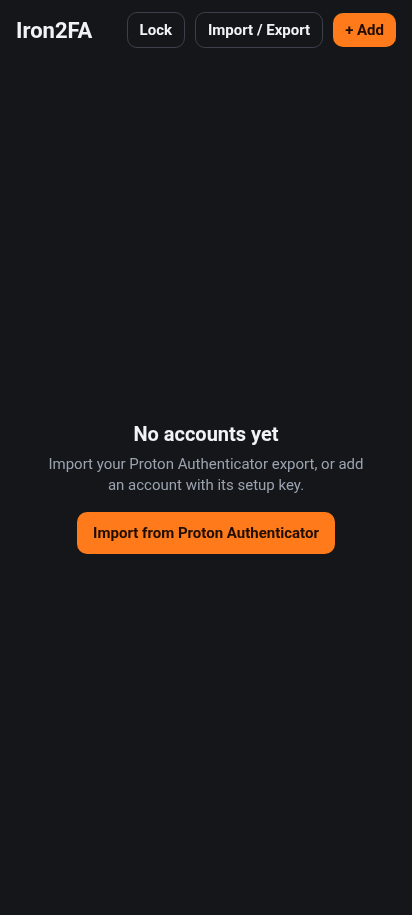 Iron2FA
Lock
Import / Export
+ Add
No accounts yet
Import your Proton Authenticator export, or add
an account with its setup key.
Import from Proton Authenticator